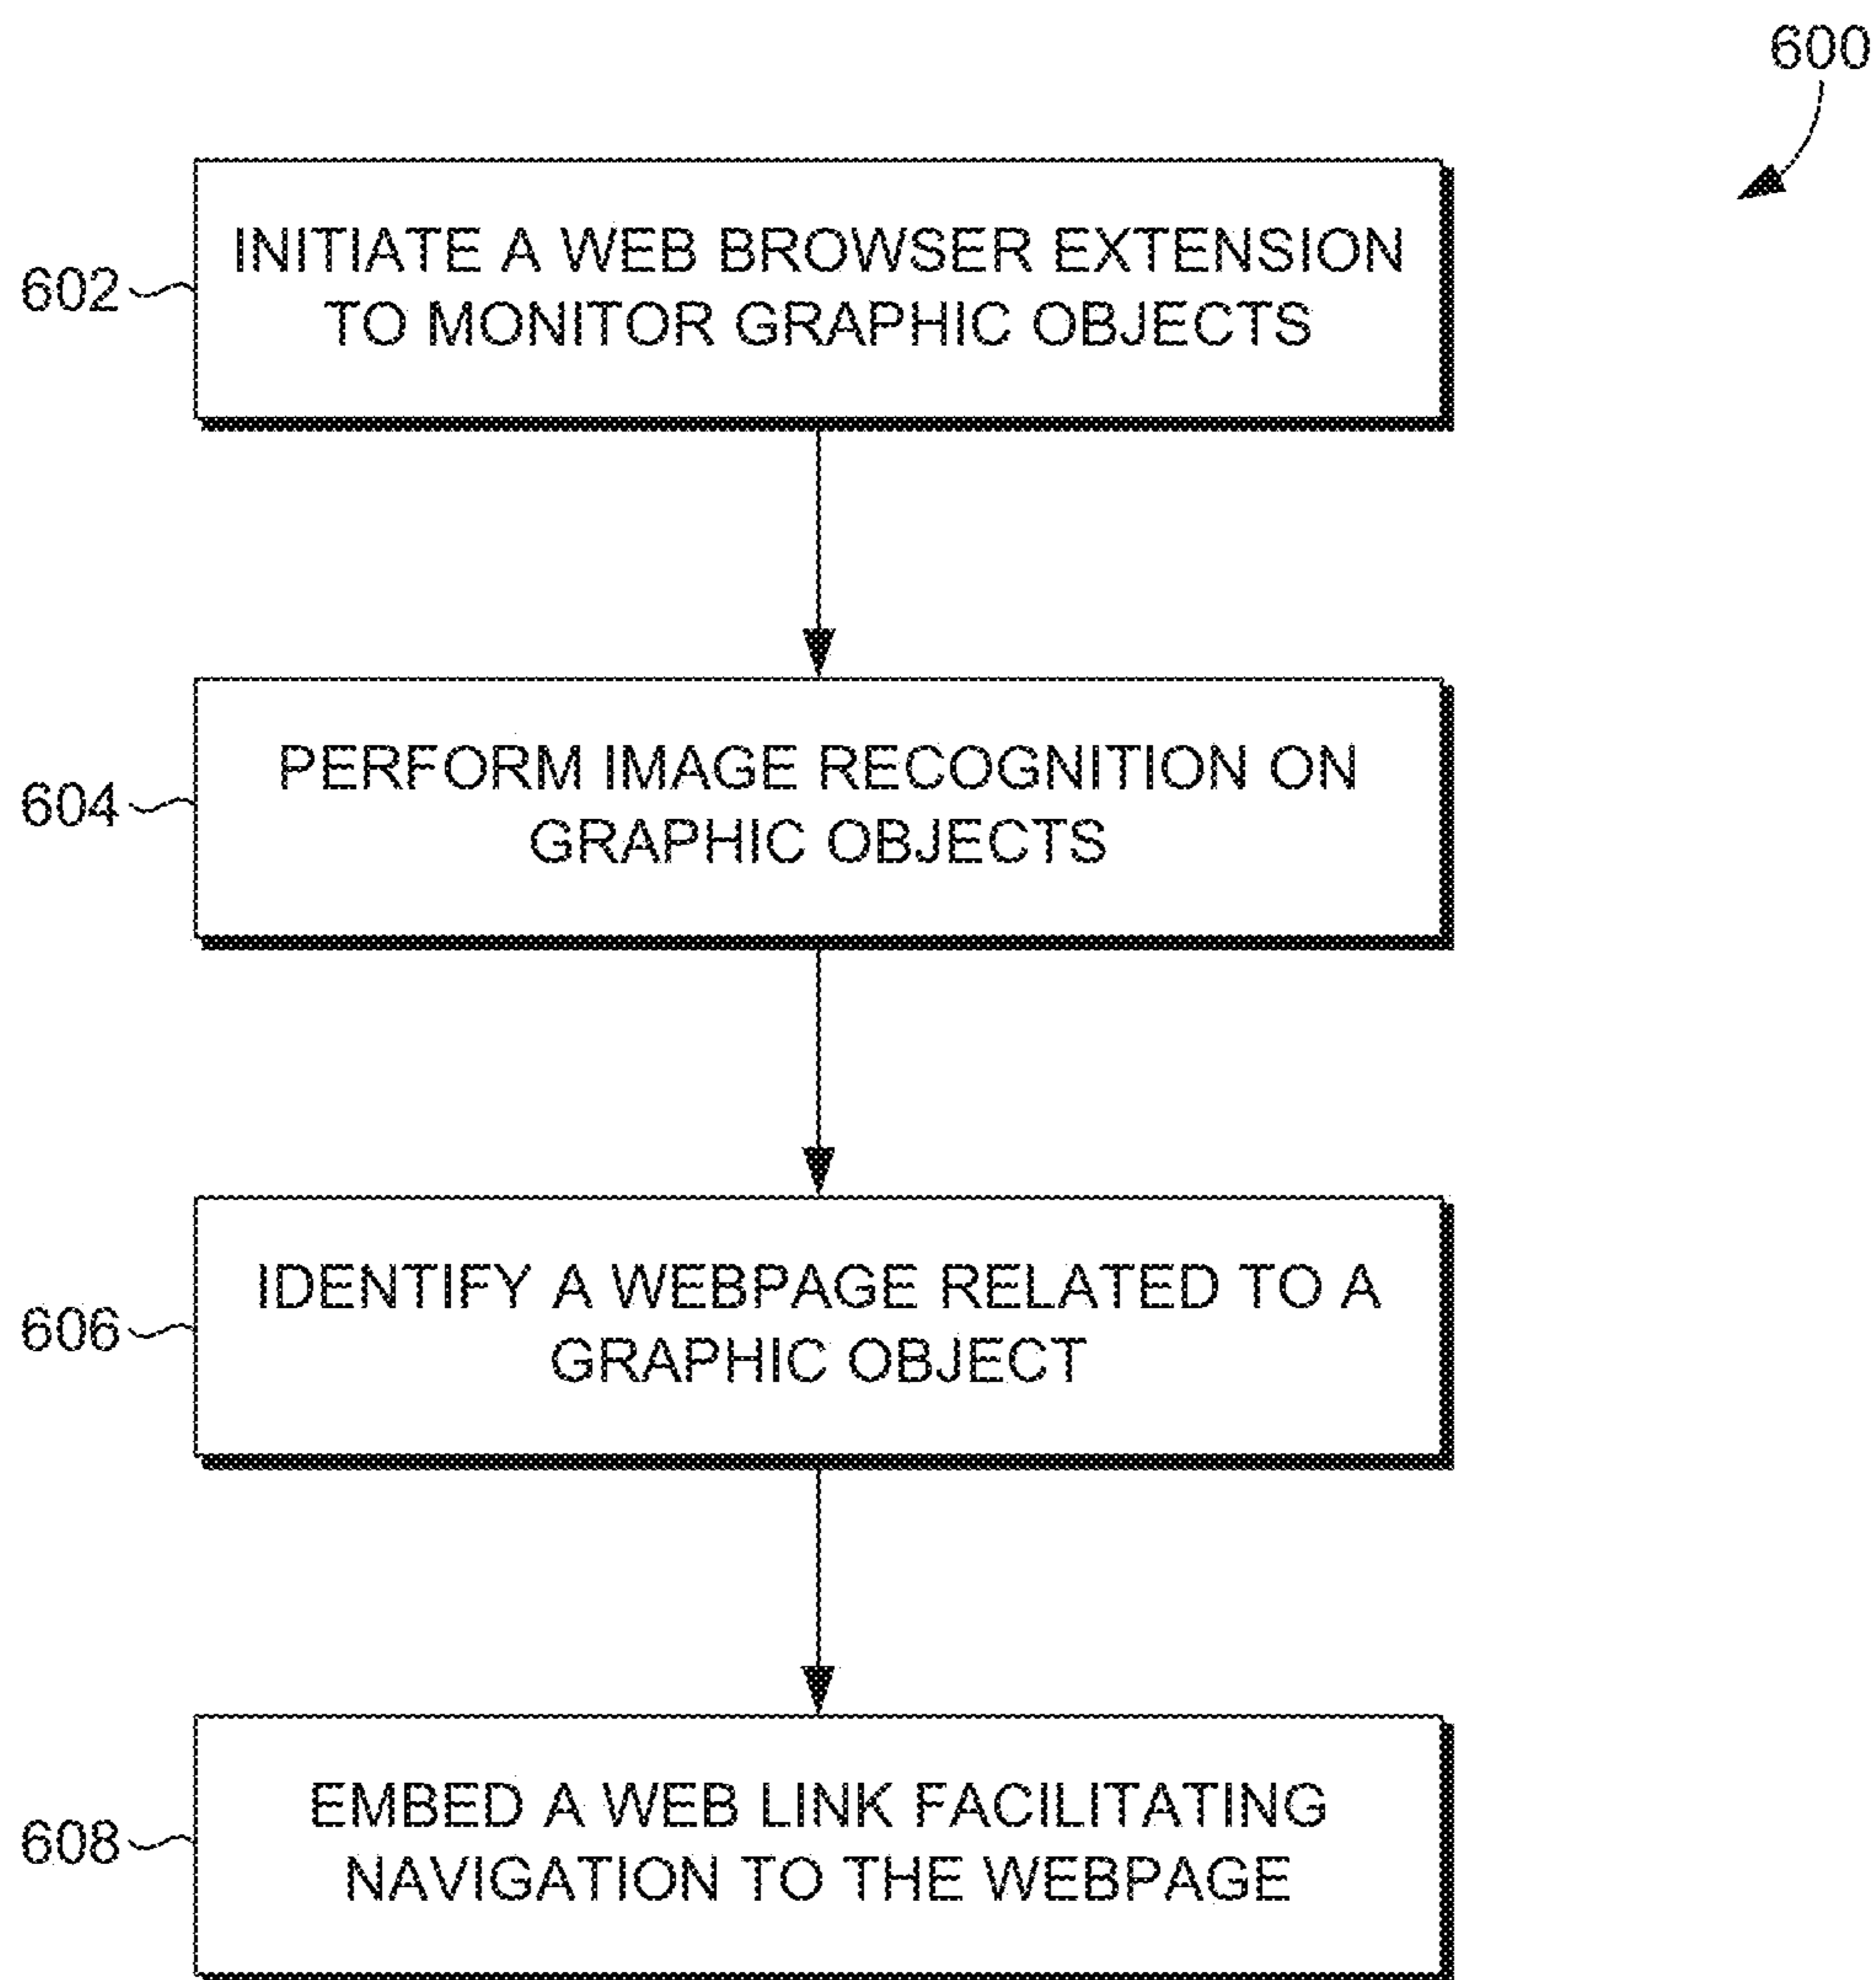 600
602
INITIATE A WEB BROWSER EXTENSION
TO MONITOR GRAPHIC OBJECTS
604
PERFORM IMAGE RECOGNITION ON
GRAPHIC OBJECTS
606
IDENTIFY A WEBPAGE RELATED TO A
GRAPHIC OBJECT
608
EMBED A WEB LINK FACILITATING
NAVIGATION TO THE WEBPAGE